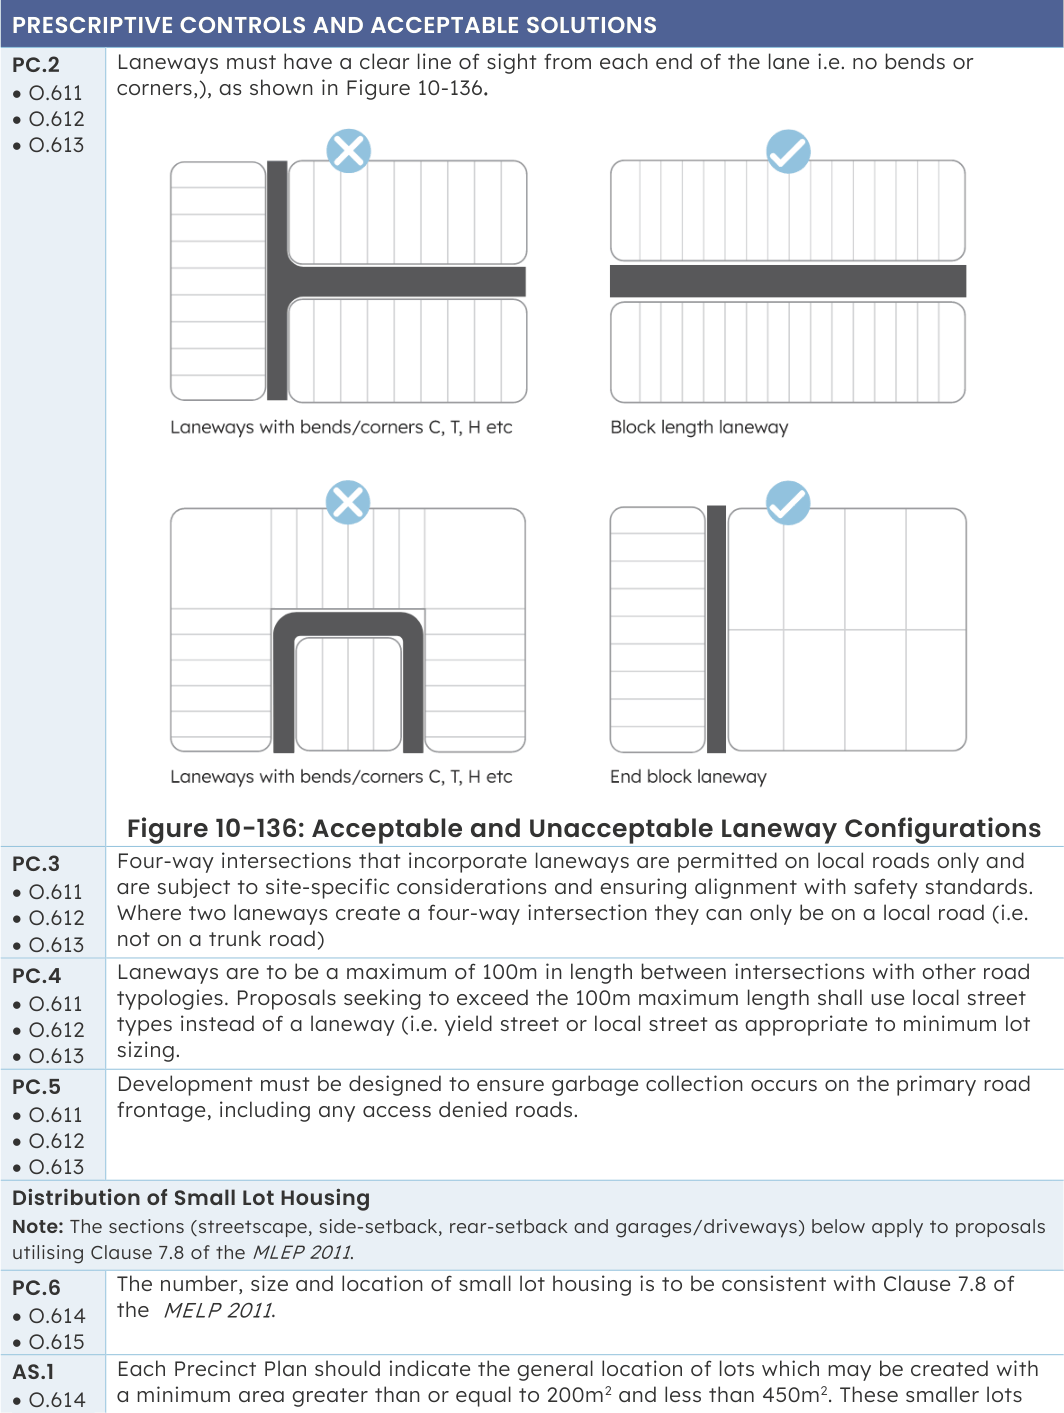 PRESCRIPTIVE CONTROLS AND ACCEPTABLE SOLUTIONS
PC.2
• O.611
• O.612
• O.613
Laneways must have a clear line of sight from each end of the lane i.e. no bends or
corners,), as shown in Figure 10-136.
Laneways with bends/corners C, T, H etc
Block length laneway
Laneways with bends/corners C, T, H etc
End block laneway
Figure 10-136: Acceptable and Unacceptable Laneway Configurations
PC.3
• O.611
• O.612
• O.613
Four-way intersections that incorporate laneways are permitted on local roads only and
are subject to site-specific considerations and ensuring alignment with safety standards.
Where two laneways create a four-way intersection they can only be on a local road (i.e.
not on a trunk road)
PC.4
• O.611
• O.612
• O.613
Laneways are to be a maximum of 100m in length between intersections with other road
typologies. Proposals seeking to exceed the 100m maximum length shall use local street
types instead of a laneway (i.e. yield street or local street as appropriate to minimum lot
sizing.
PC.5
• O.611
• O.612
• O.613
Development must be designed to ensure garbage collection occurs on the primary road
frontage, including any access denied roads.
Distribution of Small Lot Housing
Note: The sections (streetscape, side-setback, rear-setback and garages/driveways) below apply to proposals
utilising Clause 7.8 of the MLEP 2011.
PC.6
• O.614
• O.615
The number, size and location of small lot housing is to be consistent with Clause 7.8 of
the MELP 2011.
AS.1
• O.614
Each Precinct Plan should indicate the general location of lots which may be created with
a minimum area greater than or equal to 200m² and less than 450m². These smaller lots